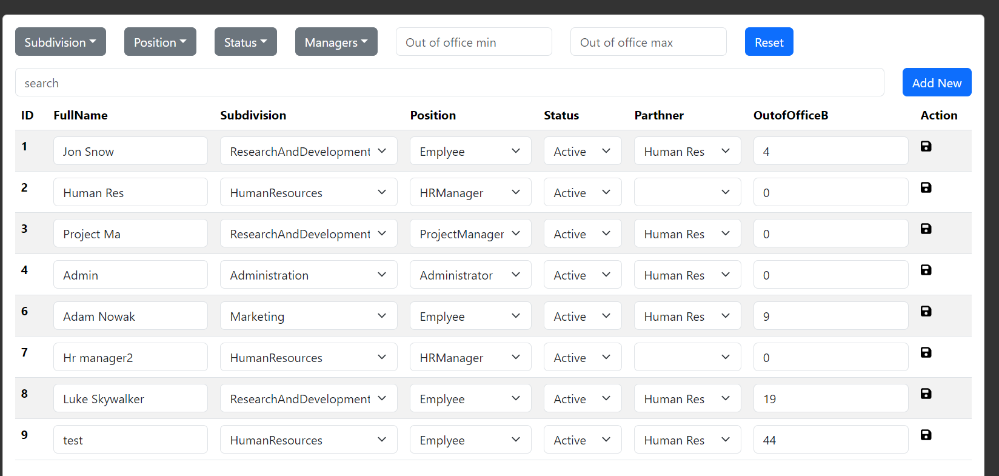 Subdivision Position Status Managers Out of office min Out of office max Reset
search Add New
ID FullName Subdivision Position Status Parthner OutofOfficeB Action
1 Jon Snow ResearchAndDevelopment Emplyee Active Human Res 4
2 Human Res HumanResources HRManager Active 0
3 Project Ma ResearchAndDevelopment ProjectManager Active Human Res 0
4 Admin Administration Administrator Active Human Res 0
6 Adam Nowak Marketing Emplyee Active Human Res 9
7 Hr manager2 HumanResources HRManager Active 0
8 Luke Skywalker ResearchAndDevelopment Emplyee Active Human Res 19
9 test HumanResources Emplyee Active Human Res 44